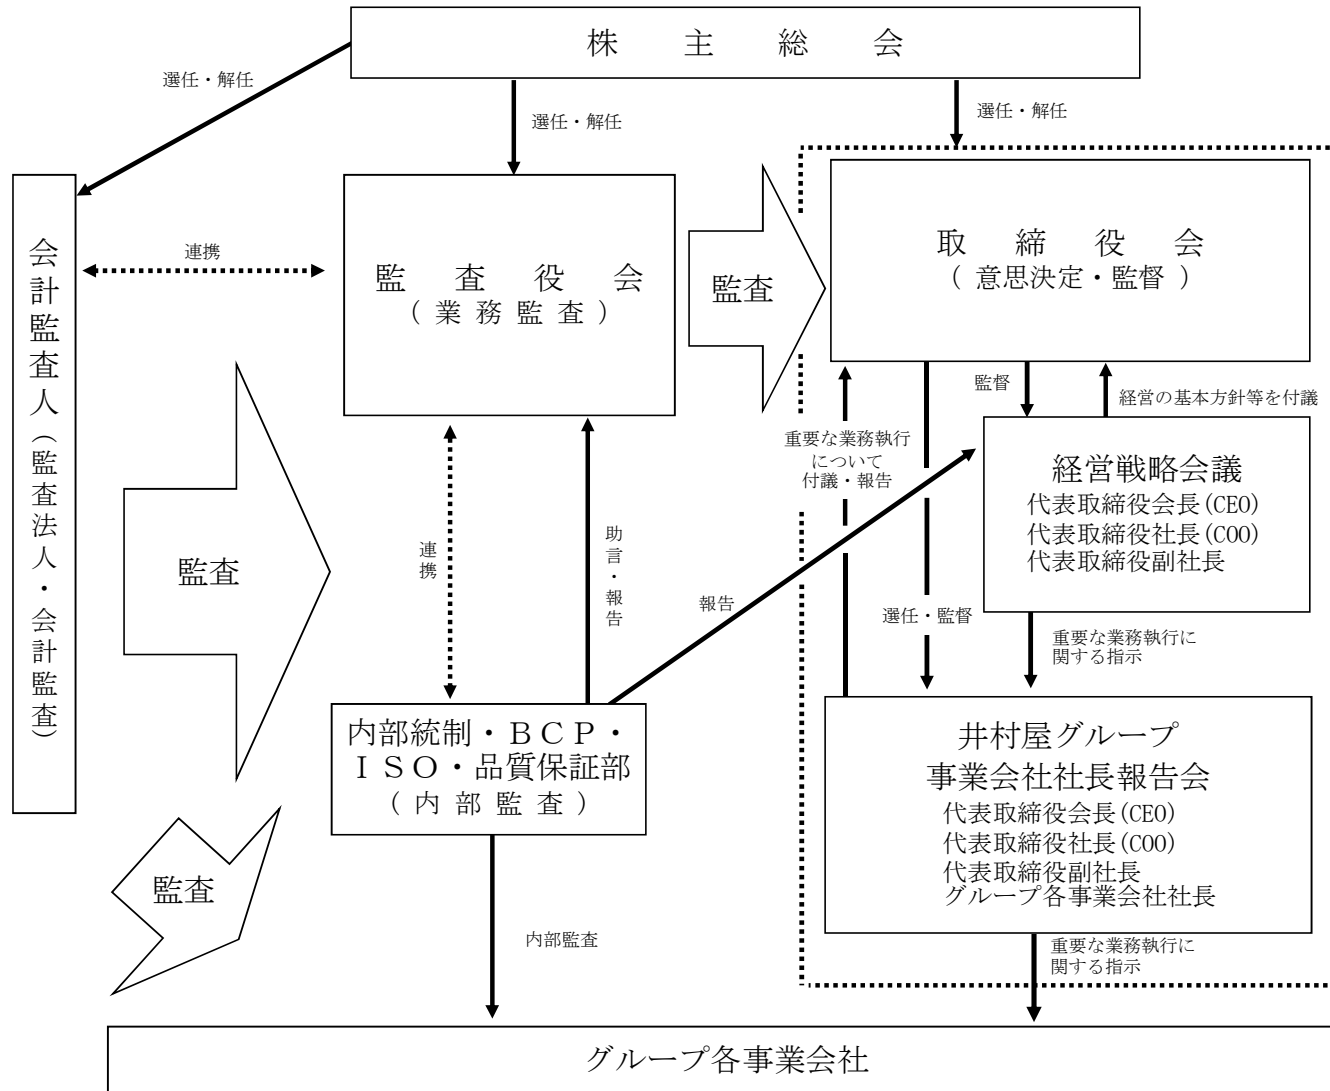 株主総会
選任・解任
選任・解任
選任・解任
会計監査人（監査法人・会計監査）
連携
監査役会
（業務監査）
監査
取締役会
（意思決定・監督）
監督
経営の基本方針等を付議
重要な業務執行
について
付議・報告
経営戦略会議
代表取締役会長(CEO)
代表取締役社長(COO)
代表取締役副社長
監査
連携
助言・報告
報告
選任・監督
重要な業務執行に
関する指示
内部統制・ＢＣＰ・
ＩＳＯ・品質保証部
（内部監査）
井村屋グループ
事業会社社長報告会
代表取締役会長(CEO)
代表取締役社長(COO)
代表取締役副社長
グループ各事業会社社長
監査
内部監査
重要な業務執行に
関する指示
グループ各事業会社